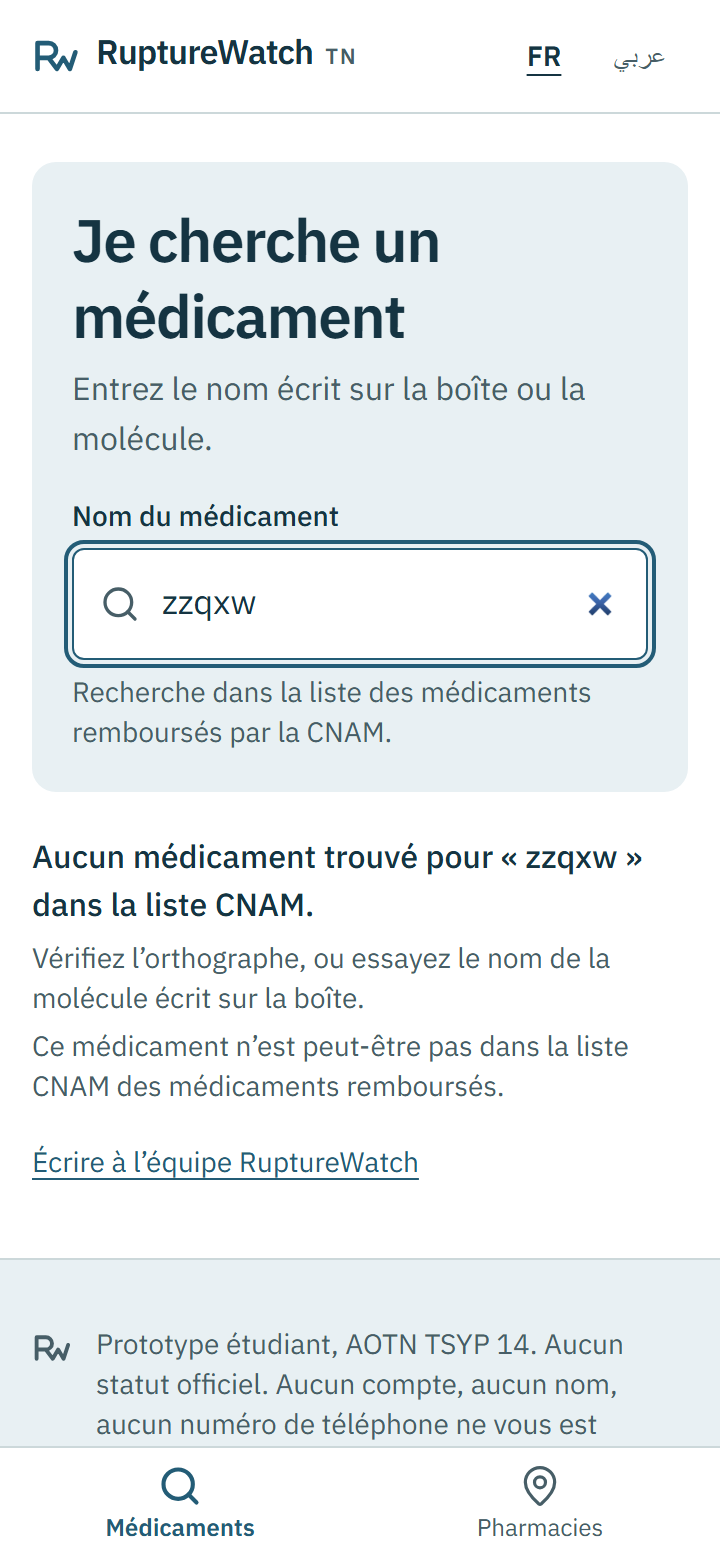 RW RuptureWatch TN FR عربي
Je cherche un
médicament
Entrez le nom écrit sur la boîte ou la
molécule.
Nom du médicament
zzqxw
Recherche dans la liste des médicaments
remboursés par la CNAM.
Aucun médicament trouvé pour « zzqxw »
dans la liste CNAM.
Vérifiez l’orthographe, ou essayez le nom de la
molécule écrit sur la boîte.
Ce médicament n’est peut-être pas dans la liste
CNAM des médicaments remboursés.
Écrire à l’équipe RuptureWatch
RW Prototype étudiant, AOTN TSYP 14. Aucun
statut officiel. Aucun compte, aucun nom,
aucun numéro de téléphone ne vous est
Médicaments Pharmacies